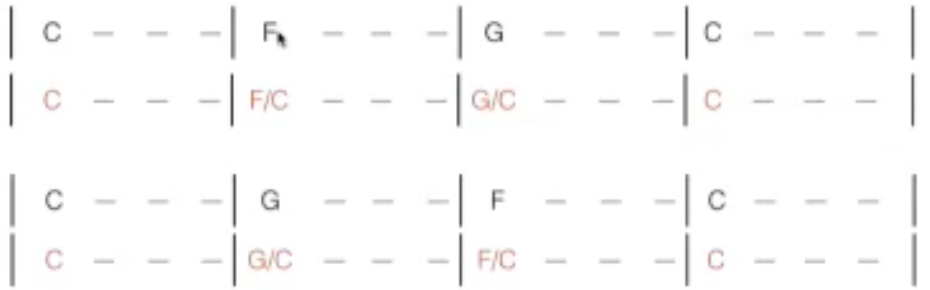 | C – – – | F – – – | G – – – | C – – – |
| C – – – | F/C – – – | G/C – – – | C – – – |
| C – – – | G – – – | F – – – | C – – – |
| C – – – | G/C – – – | F/C – – – | C – – – |